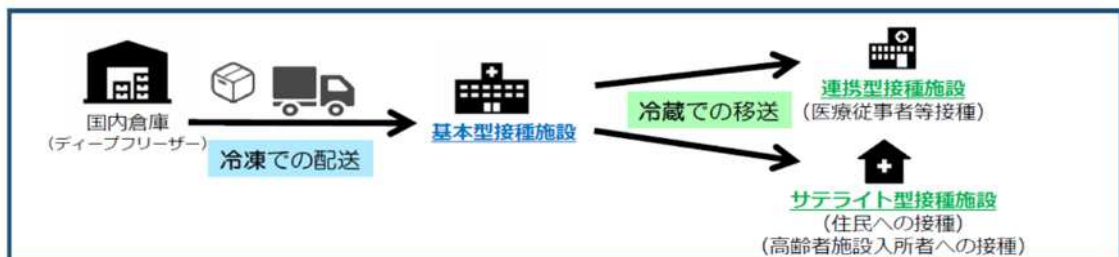 国内倉庫
(ディープフリーザー)
冷凍での配送
基本型接種施設
冷蔵での移送
連携型接種施設
(医療従事者等接種)
サテライト型接種施設
(住民への接種)
(高齢者施設入所者への接種)